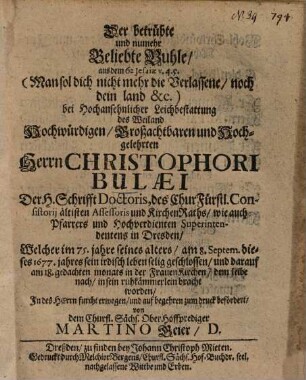 N. 39 794
Der betrübte
und numehr
Beliebte Buhle/
aus dem 62 Jesaiæ v. 4. 5.
(Man sol dich nicht mehr die Verlassene/ noch
dein land &c.)
bei Hochansehnlicher Leichbestattung
des Weiland
Hochwürdigen/ Großachtbaren und Hoch-
gelehrten
Herrn CHRISTOPHORI
BULÆI
Der H. Schrifft Doctoris, des ChurFürstl. Con-
sistorij ältisten Assessoris und KirchenRaths/ wie auch
Pfarrers und Hochverdienten Superinten-
dentens in Dresden/
Welcher im 75. jahre seines alters/ am 8. Septem. die-
ses 1677. jahres sein irdisch leben selig geschlossen/ und darauf
am 18. gedachten monats in der FrauenKirchen/ dem leibe
nach/ in sein ruhkämmerlein bracht
worden/
In des HErrn furcht erwogen/ und auf begehren zum druck befördert/
von
dem Churfl. Sächs. Ober Hoffprediger
MARTINO Geier/ D.
Dreßden/ zu finden bey Johann Christoph Mieten.
Gedruckt durch Melchior Bergens/ Churfl. Sächs. Hof-Buchdr. sel.
nachgelassene Wittbe und Erben.